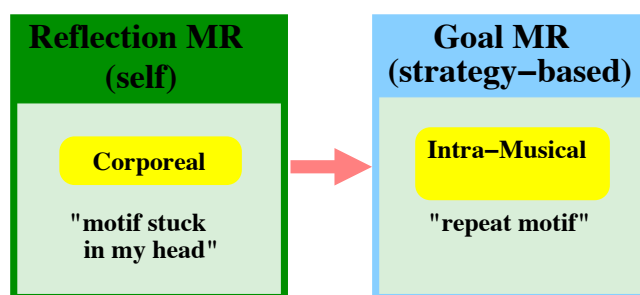 Reflection MR
(self)
Corporeal
"motif stuck
in my head"
Goal MR
(strategy−based)
Intra−Musical
"repeat motif"